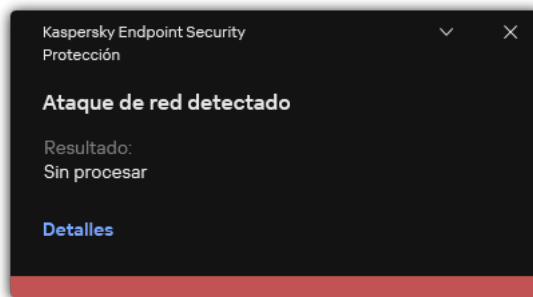 Kaspersky Endpoint Security
Protección
Ataque de red detectado
Resultado:
Sin procesar
Detalles